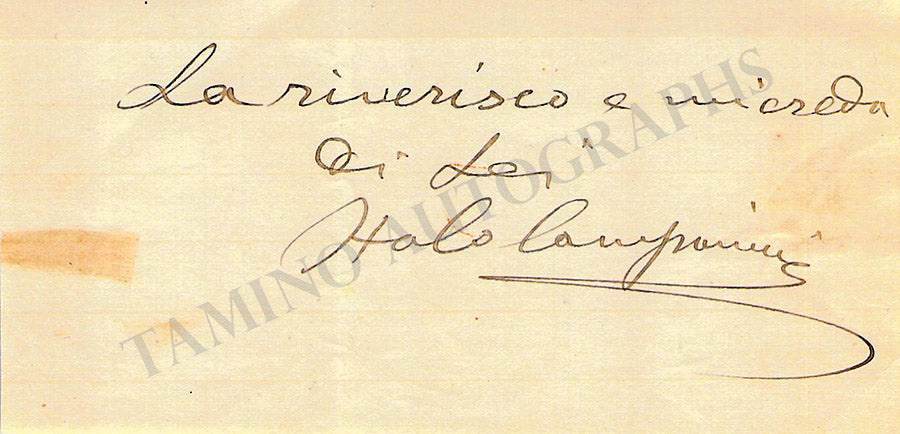 La riverisco e mi creda
Di Lei
Italo Campanini
TAMINO AUTOGRAPHS